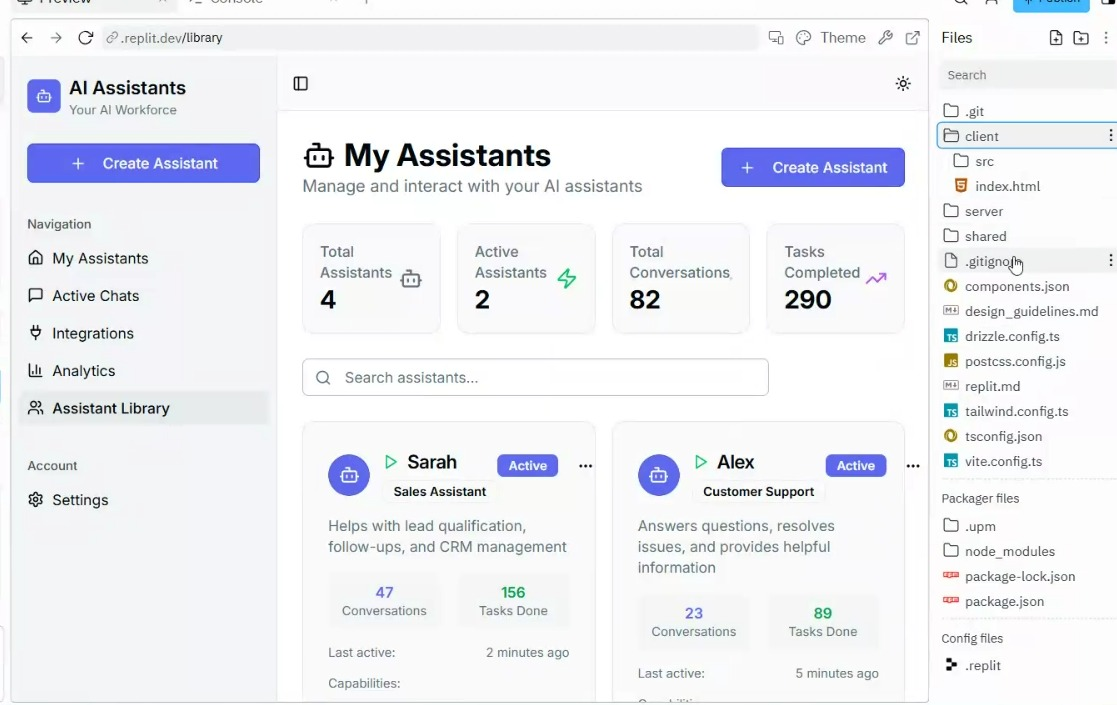 Preview
Console
Publish
.replit.dev/library
Theme
Files
Search
AI Assistants
Your AI Workforce
Create Assistant
Navigation
My Assistants
Active Chats
Integrations
Analytics
Assistant Library
Account
Settings
My Assistants
Manage and interact with your AI assistants
Create Assistant
Total
Assistants
4
Active
Assistants
2
Total
Conversations
82
Tasks
Completed
290
Search assistants...
Sarah
Active
Sales Assistant
Helps with lead qualification,
follow-ups, and CRM management
47
Conversations
156
Tasks Done
Last active:
2 minutes ago
Capabilities:
Alex
Active
Customer Support
Answers questions, resolves
issues, and provides helpful
information
23
Conversations
89
Tasks Done
Last active:
5 minutes ago
.git
client
src
index.html
server
shared
components.json
design_guidelines.md
drizzle.config.ts
postcss.config.js
replit.md
tailwind.config.ts
tsconfig.json
vite.config.ts
Packager files
.upm
node_modules
package-lock.json
package.json
Config files
.replit